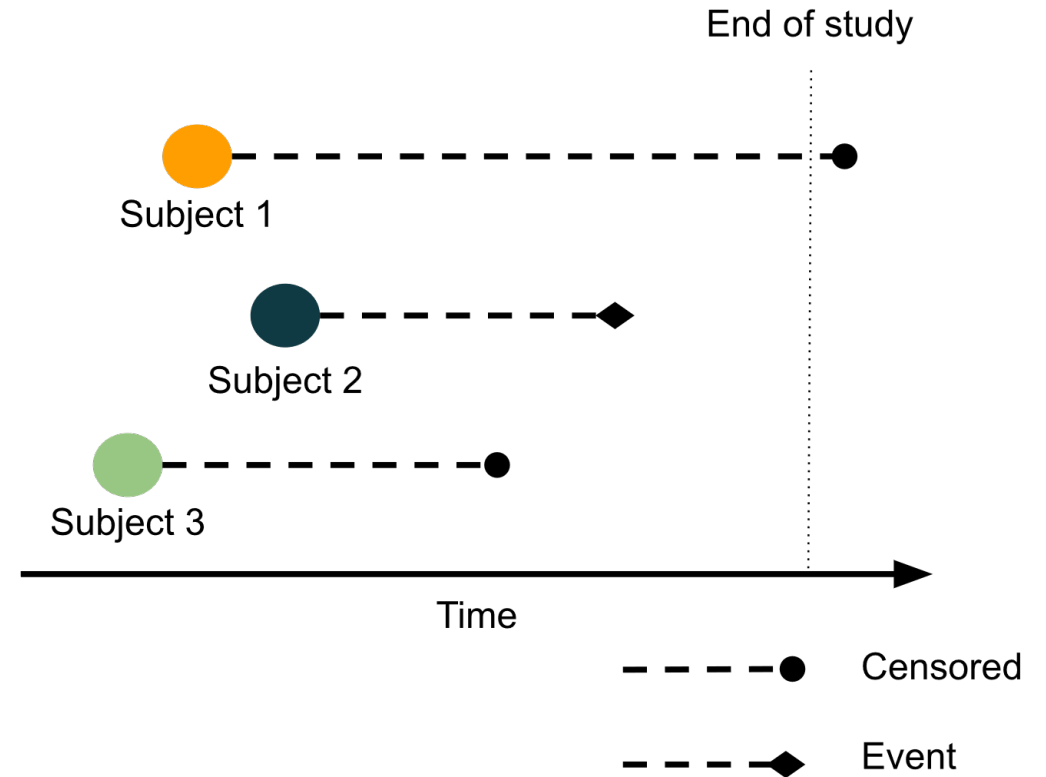 End of study
Subject 1
Subject 2
Subject 3
Time
Censored
Event